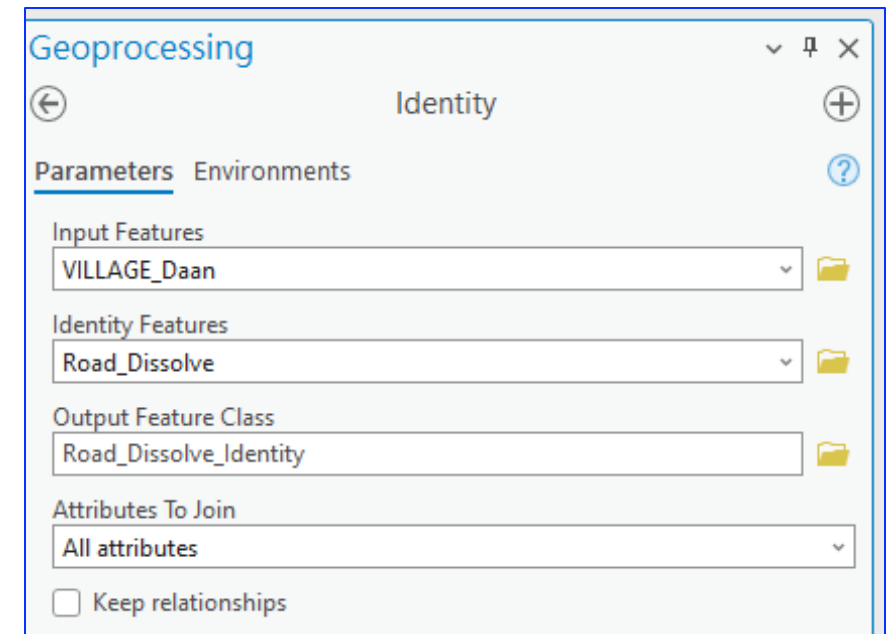 Geoprocessing
Identity
Parameters Environments
Input Features
VILLAGE_Daan
Identity Features
Road_Dissolve
Output Feature Class
Road_Dissolve_Identity
Attributes To Join
All attributes
Keep relationships